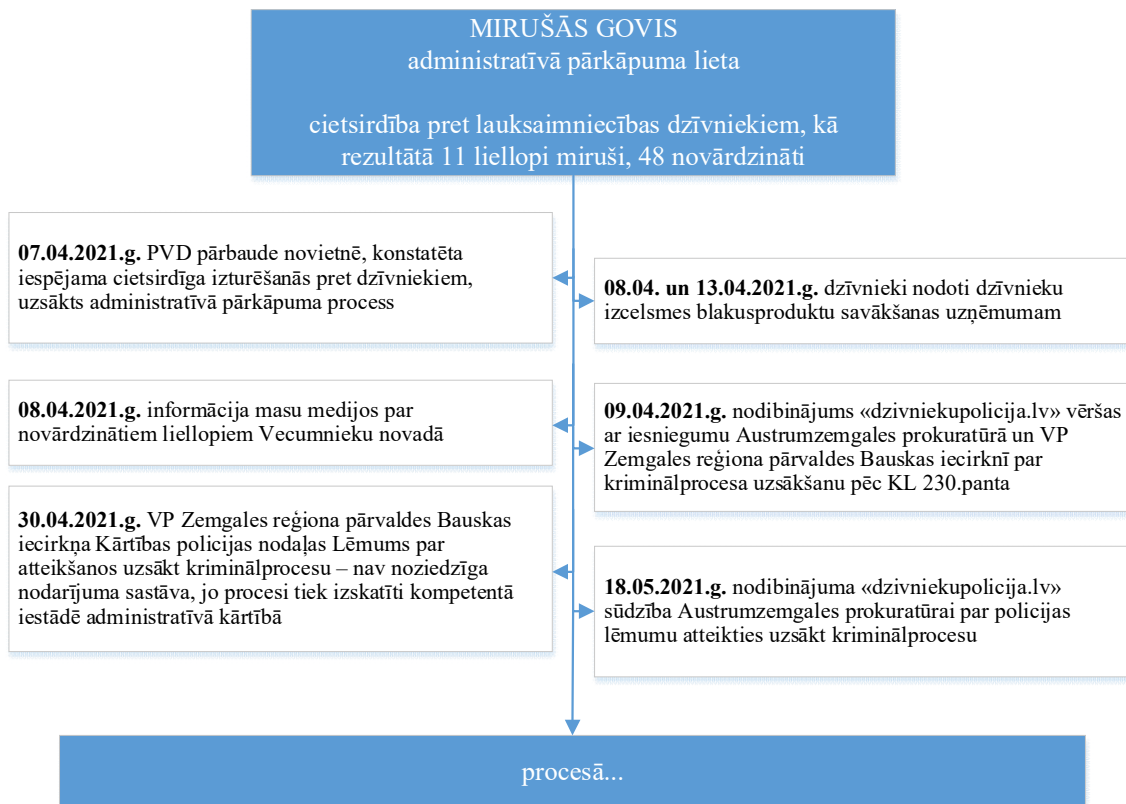 MIRUŠĀS GOVIS
administratīvā pārkāpuma lieta
cietsirdība pret lauksaimniecības dzīvniekiem, kā
rezultātā 11 liellopi miruši, 48 novārdzināti
07.04.2021.g. PVD pārbaude novietnē, konstatēta
iespējama cietsirdīga izturēšanās pret dzīvniekiem,
uzsākts administratīvā pārkāpuma process
08.04. un 13.04.2021.g. dzīvnieki nodoti dzīvnieku
izcelsmes blakusproduktu savākšanas uzņēmumam
08.04.2021.g. informācija masu medijos par
novārdzinātiem liellopiem Vecumnieku novadā
09.04.2021.g. nodibinājums «dzivniekupolicija.lv» vēršas
ar iesniegumu Austrumzemgales prokuratūrā un VP
Zemgales reģiona pārvaldes Bauskas iecirknī par
kriminālprocesa uzsākšanu pēc KL 230.panta
30.04.2021.g. VP Zemgales reģiona pārvaldes Bauskas
iecirkņa Kārtības policijas nodaļas Lēmums par
atteikšanos uzsākt kriminālprocesu – nav noziedzīga
nodarījuma sastāva, jo procesi tiek izskatīti kompetentā
iestādē administratīvā kārtībā
18.05.2021.g. nodibinājuma «dzivniekupolicija.lv»
sūdzība Austrumzemgales prokuratūrai par policijas
lēmumu atteikties uzsākt kriminālprocesu
procesā...